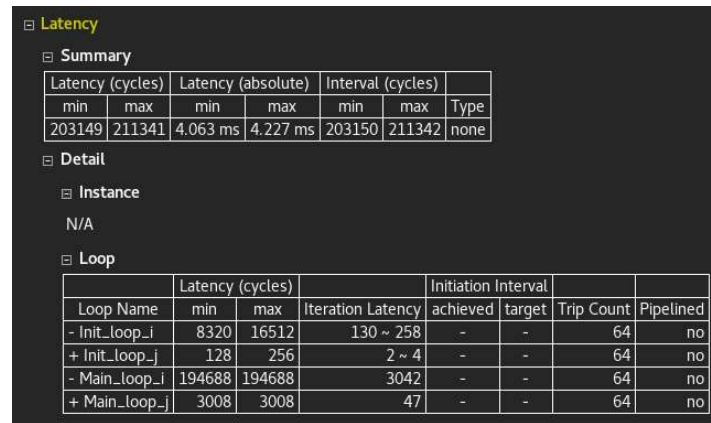 Latency
Summary
Latency (cycles) Latency (absolute) Interval (cycles)
min max min max min max Type
203149 211341 4.063 ms 4.227 ms 203150 211342 none
Detail
Instance
N/A
Loop
Latency (cycles) Initiation Interval
Loop Name min max Iteration Latency achieved target Trip Count Pipelined
- Init_loop_i 8320 16512 130 ~ 258 - - 64 no
+ Init_loop_j 128 256 2 ~ 4 - - 64 no
- Main_loop_i 194688 194688 3042 - - 64 no
+ Main_loop_j 3008 3008 47 - - 64 no